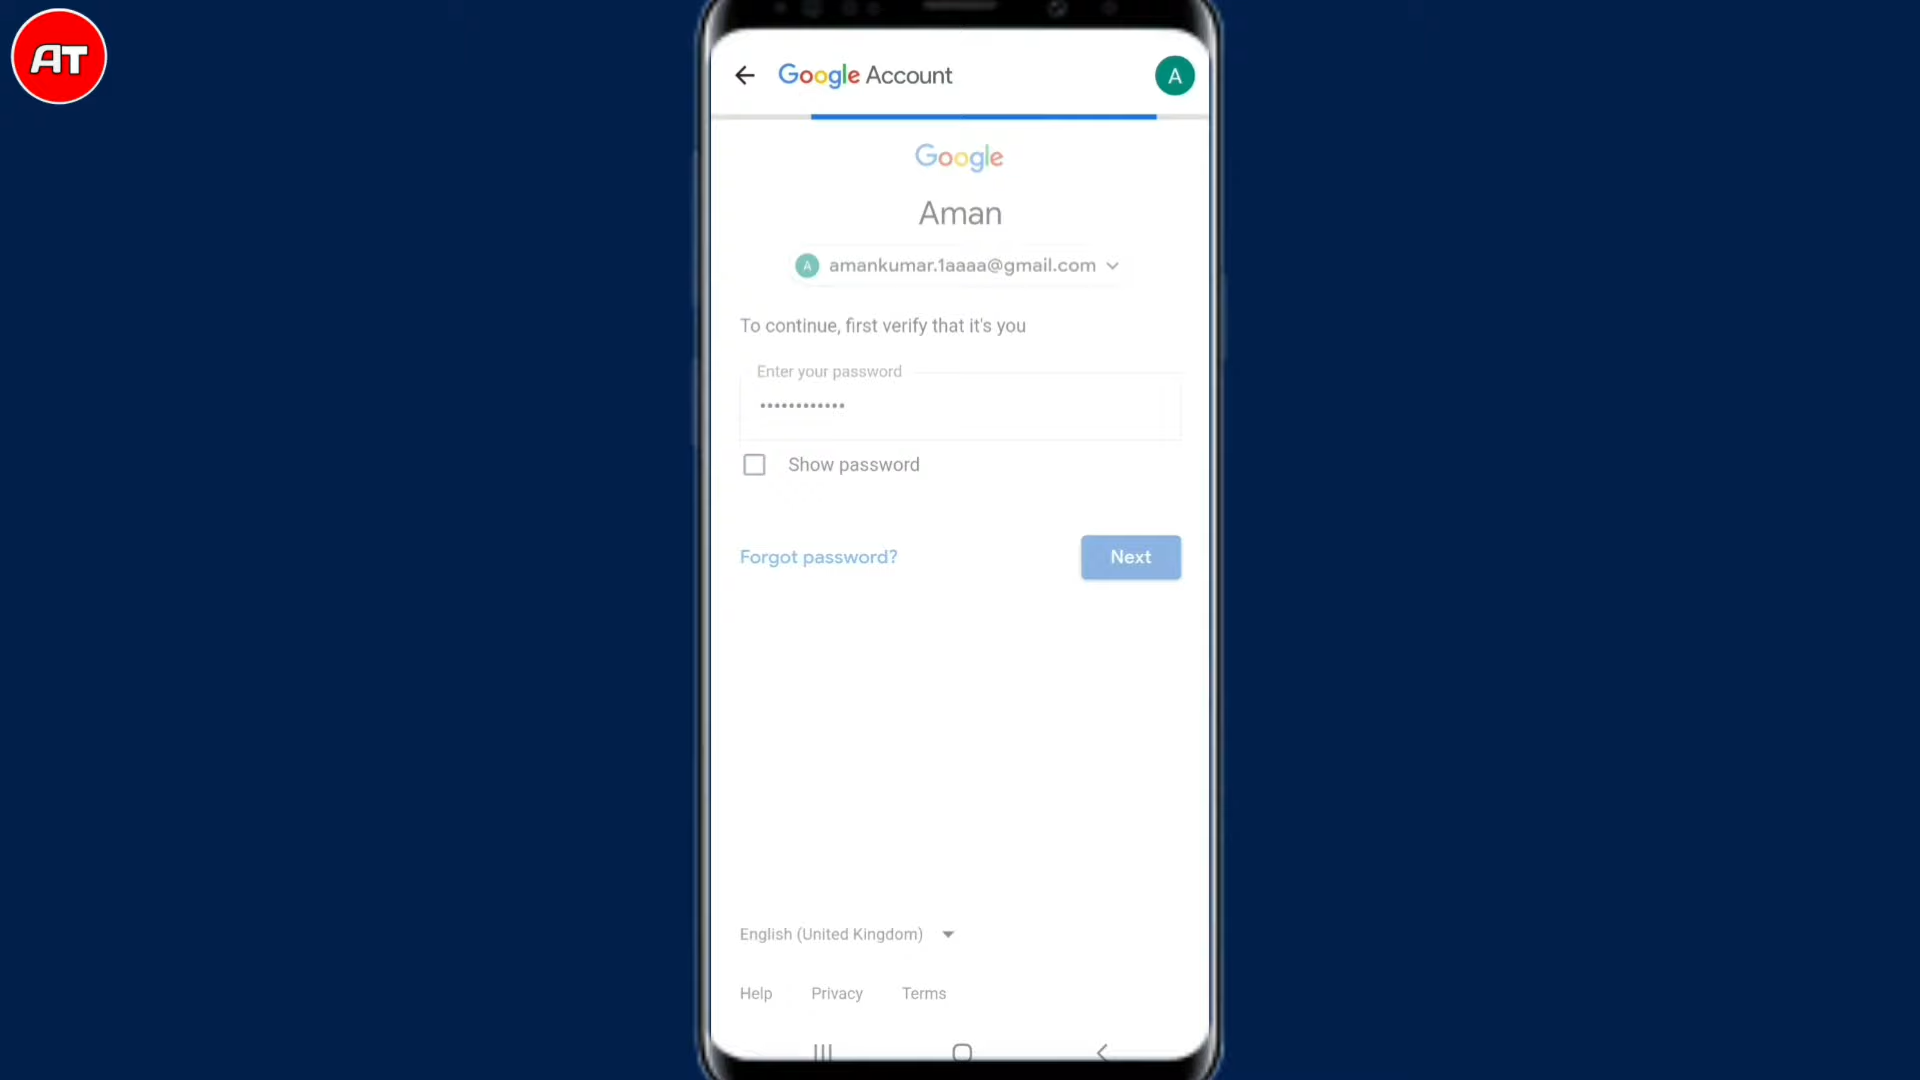 AT
Google Account
A
Google
Aman
A amankumar.1aaaa@gmail.com
To continue, first verify that it's you
Enter your password
••••••••••••
Show password
Forgot password?
Next
English (United Kingdom)
Help Privacy Terms